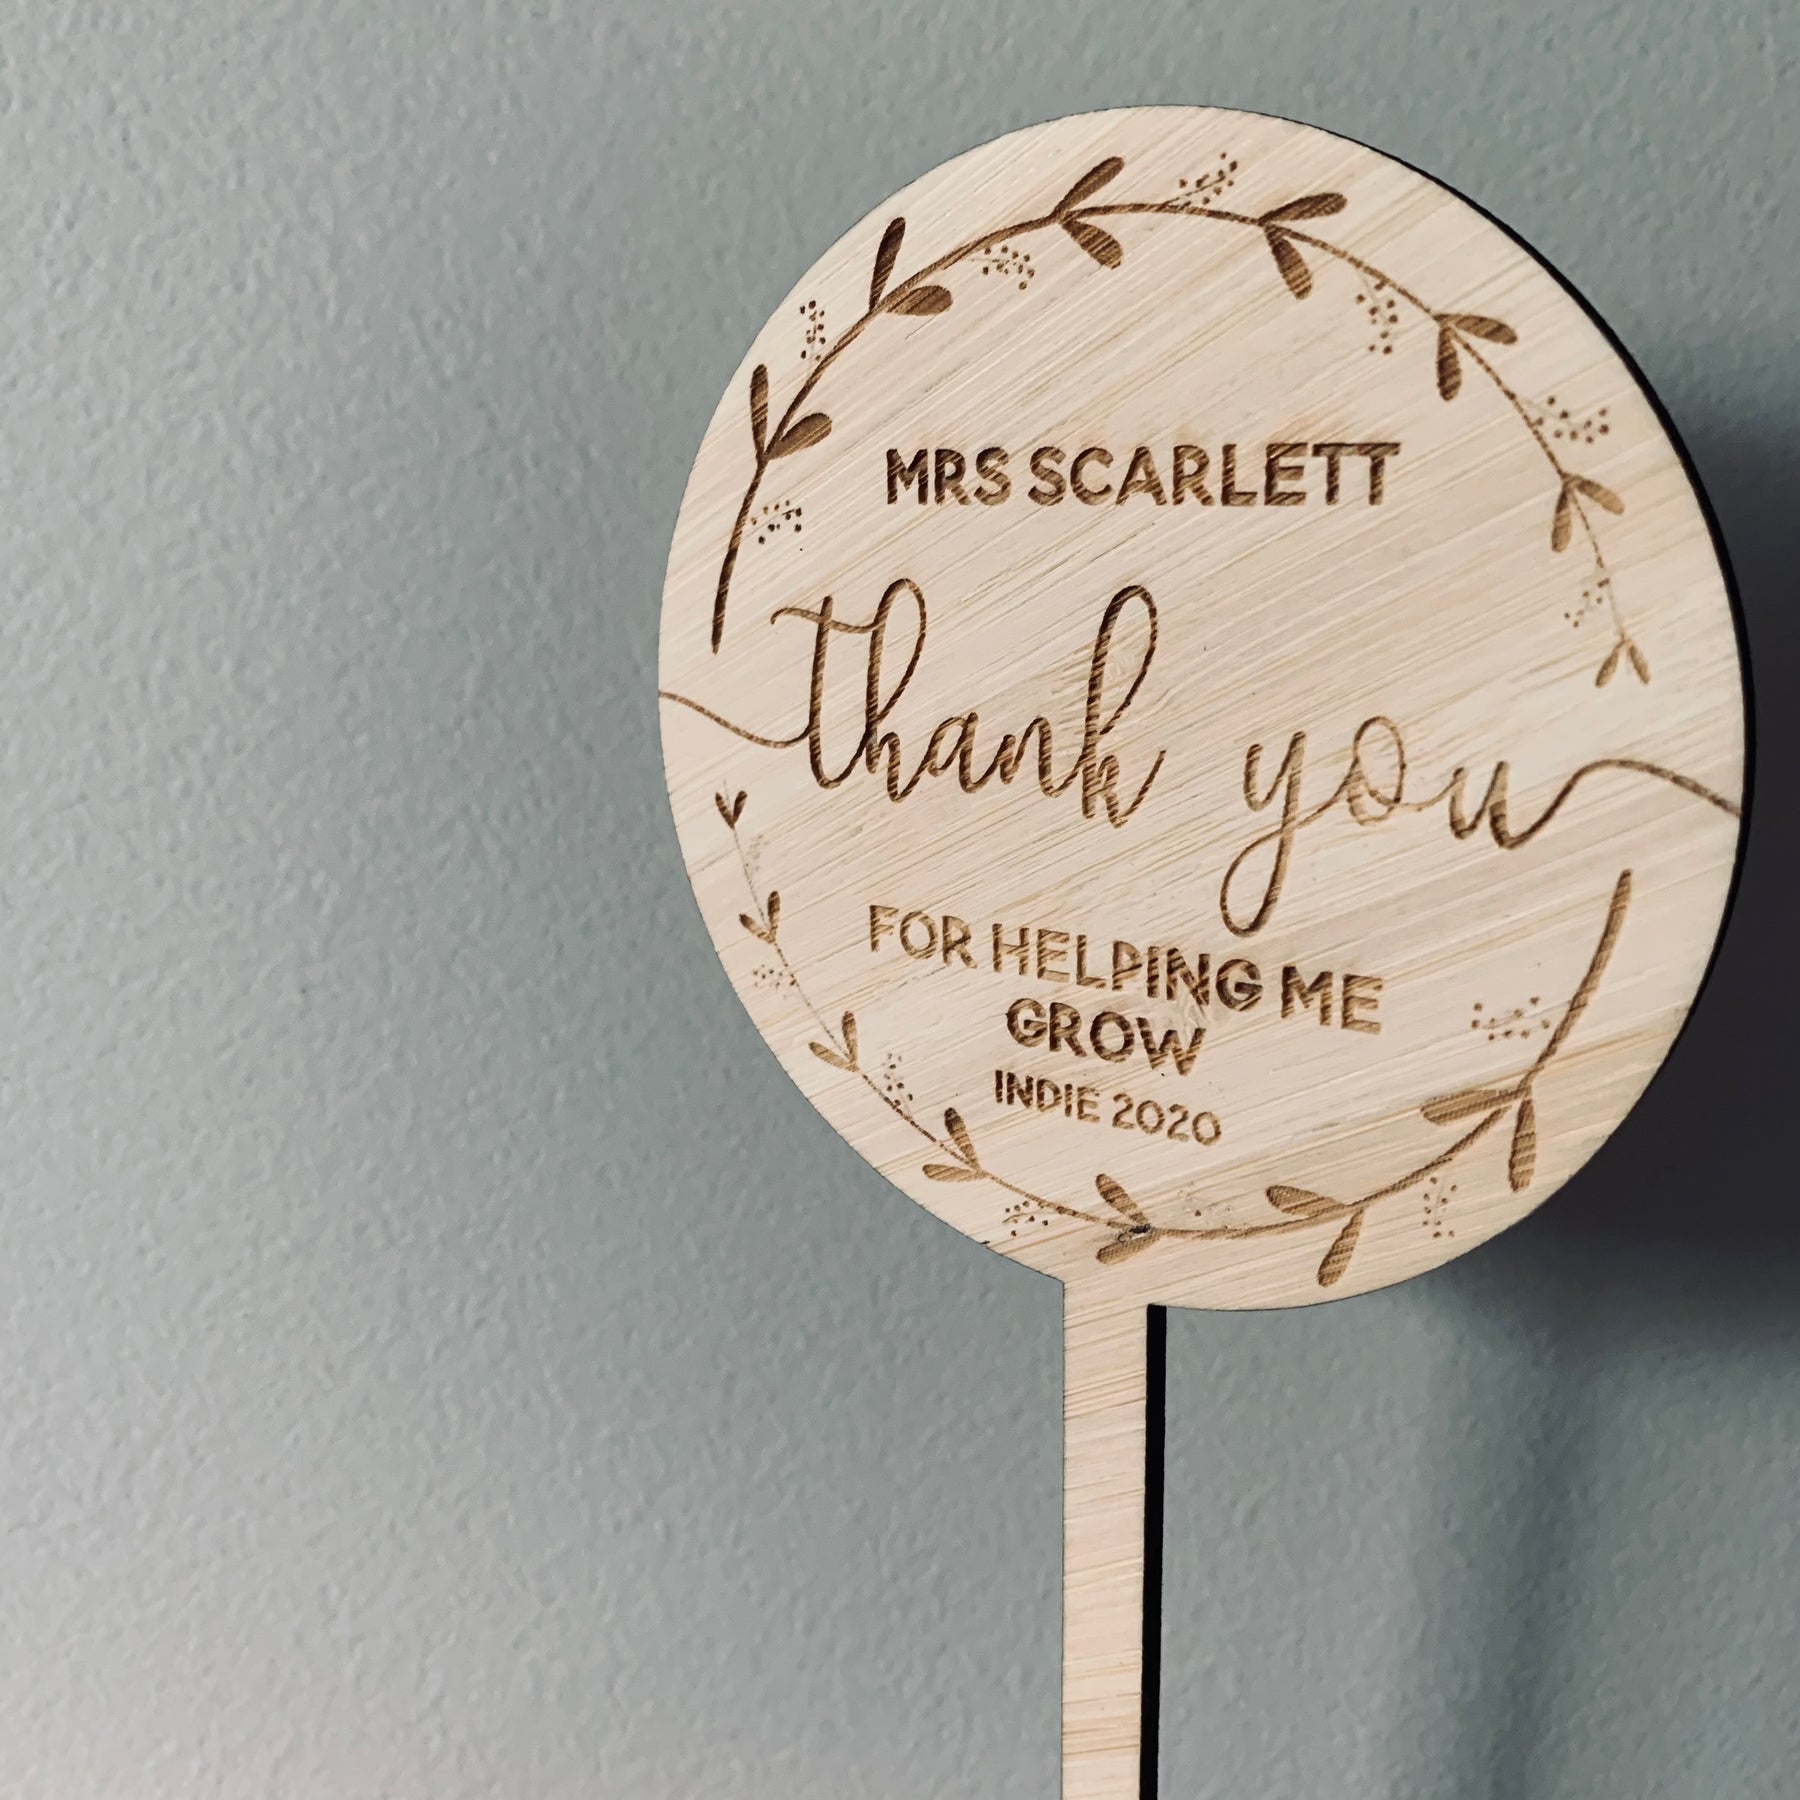 MRS SCARLETT
thank you
FOR HELPING ME
GROW
INDIE 2020